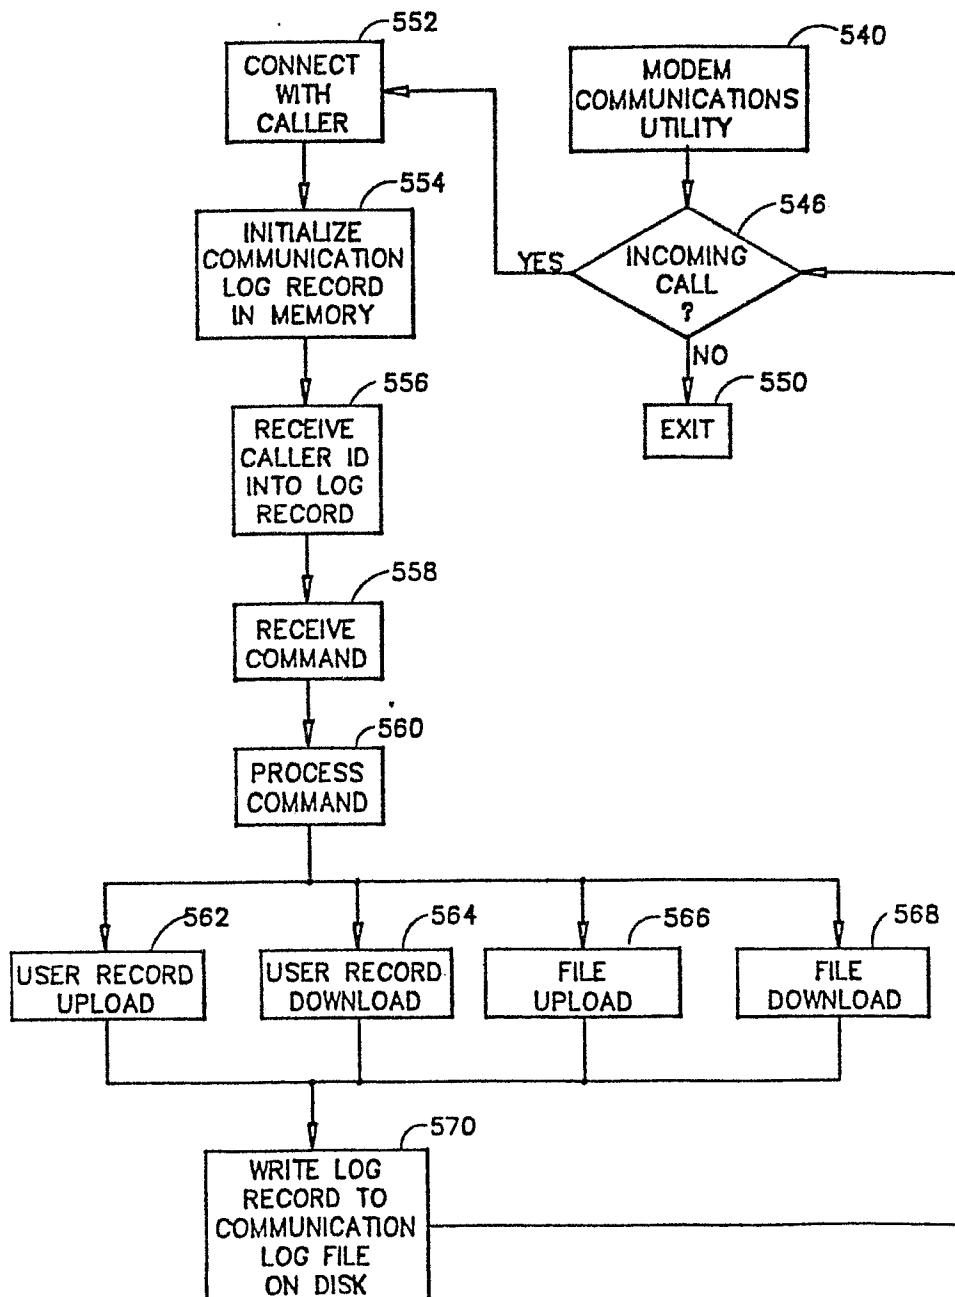 552
CONNECT
WITH
CALLER
540
MODEM
COMMUNICATIONS
UTILITY
554
INITIALIZE
COMMUNICATION
LOG RECORD
IN MEMORY
546
INCOMING
CALL
?
YES
NO
550
EXIT
556
RECEIVE
CALLER ID
INTO LOG
RECORD
558
RECEIVE
COMMAND
560
PROCESS
COMMAND
562
USER RECORD
UPLOAD
564
USER RECORD
DOWNLOAD
566
FILE
UPLOAD
568
FILE
DOWNLOAD
570
WRITE LOG
RECORD TO
COMMUNICATION
LOG FILE
ON DISK